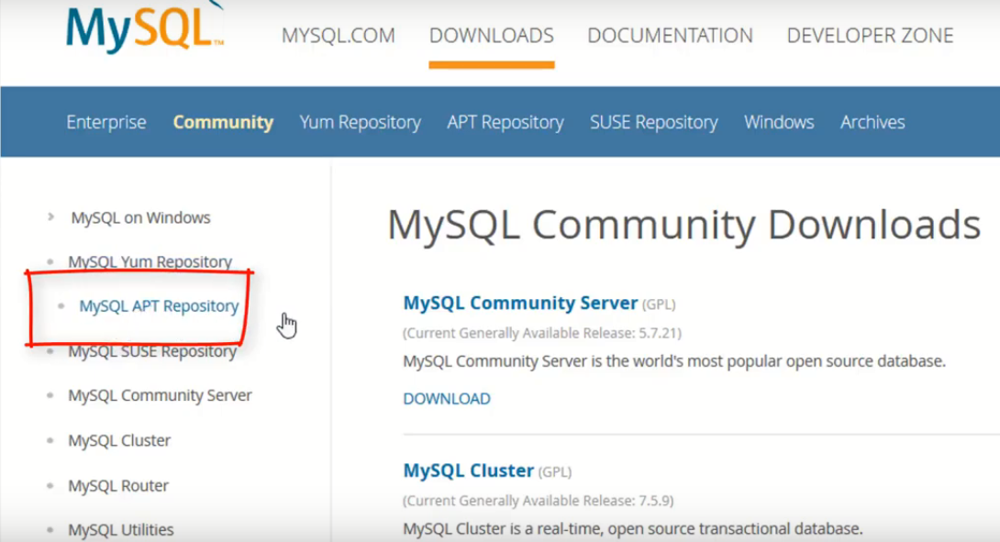 MySQL™
MYSQL.COM DOWNLOADS DOCUMENTATION DEVELOPER ZONE
Enterprise Community Yum Repository APT Repository SUSE Repository Windows Archives
MySQL on Windows
MySQL Yum Repository
MySQL APT Repository
MySQL SUSE Repository
MySQL Community Server
MySQL Cluster
MySQL Router
MySQL Utilities
MySQL Community Downloads
MySQL Community Server (GPL)
(Current Generally Available Release: 5.7.21)
MySQL Community Server is the world's most popular open source database.
DOWNLOAD
MySQL Cluster (GPL)
(Current Generally Available Release: 7.5.9)
MySQL Cluster is a real-time, open source transactional database.